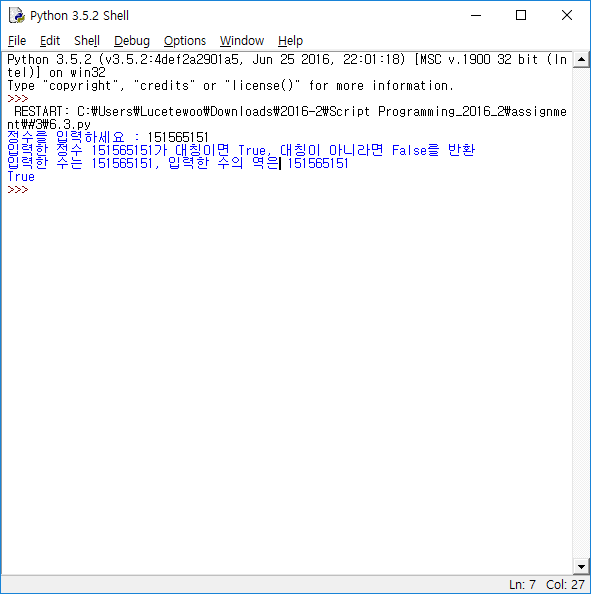 Python 3.5.2 Shell
File Edit Shell Debug Options Window Help
Python 3.5.2 (v3.5.2:4def2a2901a5, Jun 25 2016, 22:01:18) [MSC v.1900 32 bit (In
tel)] on win32
Type "copyright", "credits" or "license()" for more information.
>>>
 RESTART: C:₩Users₩Lucetewoo₩Downloads₩2016-2₩Script Programming_2016_2₩assignme
nt₩#3₩6.3.py
정수를 입력하세요 : 151565151
입력한 정수 151565151가 대칭이면 True, 대칭이 아니라면 False를 반환
입력한 수는 151565151, 입력한 수의 역은 151565151
True
>>>
Ln: 7 Col: 27